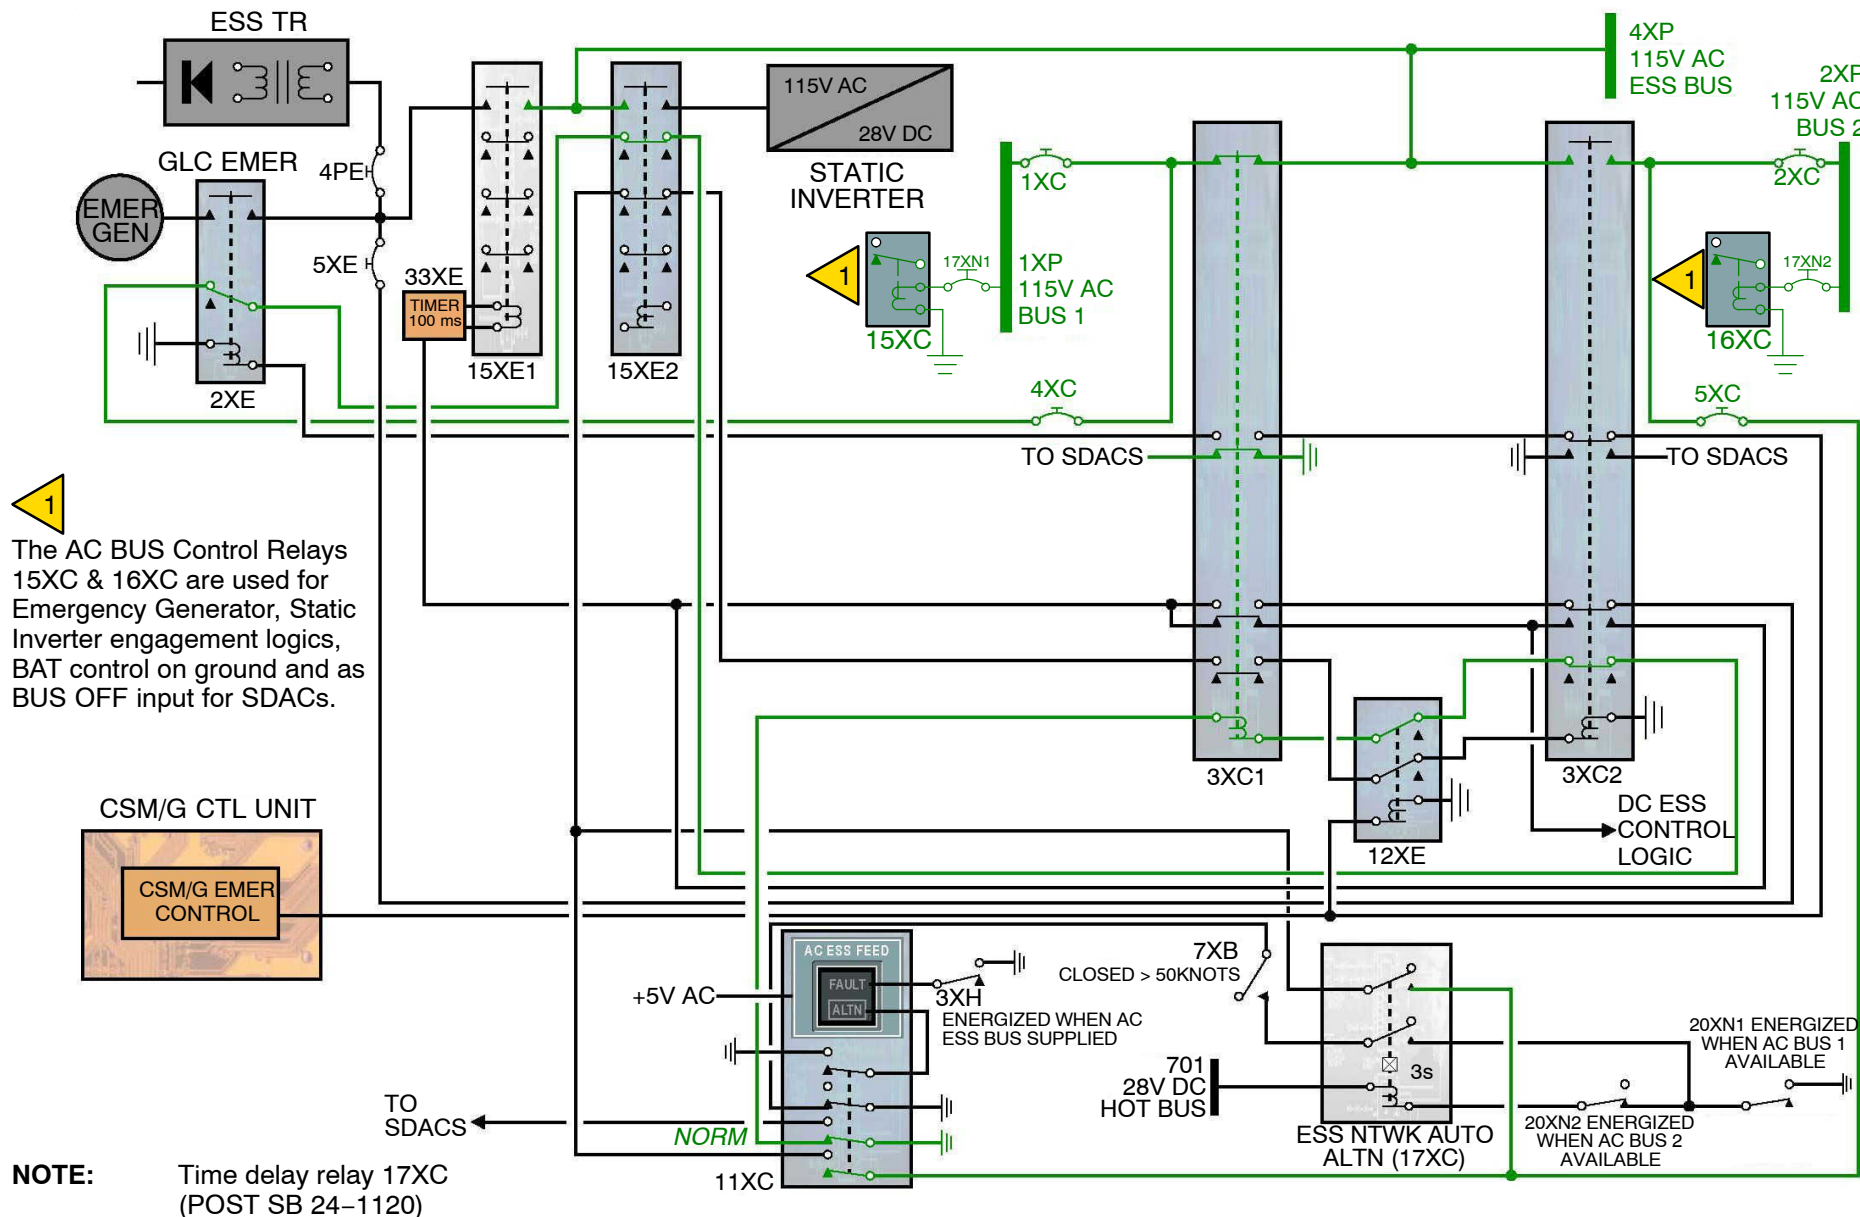 ESS TR
4XP
115V AC
ESS BUS
2XP
115V AC
BUS 2
115V AC
28V DC
STATIC
INVERTER
GLC EMER
4PE
EMER
GEN
1XC
2XC
5XE
33XE
TIMER
100 ms
17XN1
1
1XP
115V AC
BUS 1
15XC
17XN2
1
16XC
15XE1
15XE2
2XE
4XC
5XC
TO SDACS
TO SDACS
1
The AC BUS Control Relays
15XC & 16XC are used for
Emergency Generator, Static
Inverter engagement logics,
BAT control on ground and as
BUS OFF input for SDACs.
3XC1
3XC2
12XE
DC ESS
CONTROL
LOGIC
CSM/G CTL UNIT
CSM/G EMER
CONTROL
AC ESS FEED
FAULT
ALTN
+5V AC
3XH
ENERGIZED WHEN AC
ESS BUS SUPPLIED
7XB
CLOSED > 50KNOTS
701
28V DC
HOT BUS
3s
20XN1 ENERGIZED
WHEN AC BUS 1
AVAILABLE
20XN2 ENERGIZED
WHEN AC BUS 2
AVAILABLE
ESS NTWK AUTO
ALTN (17XC)
TO
SDACS
NORM
11XC
NOTE: Time delay relay 17XC
(POST SB 24–1120)